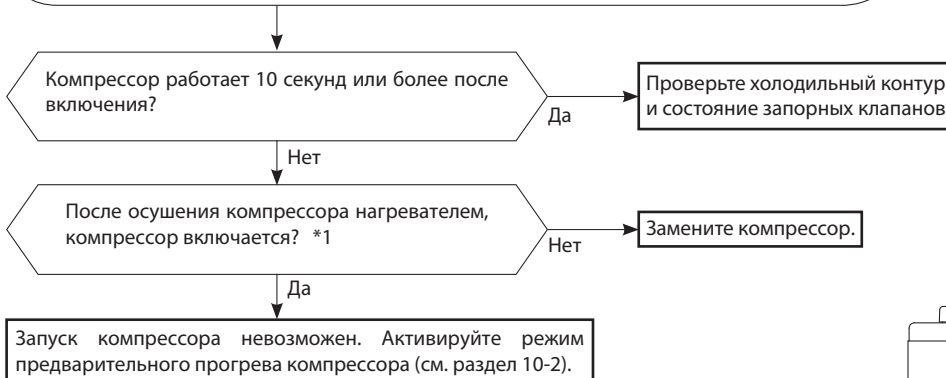 Компрессор работает 10 секунд или более после
включения?
Проверьте холодильный контур
и состояние запорных клапанов
Да
Нет
После осушения компрессора нагревателем,
компрессор включается? *1
Замените компрессор.
Нет
Да
Запуск компрессора невозможен. Активируйте режим
предварительного прогрева компрессора (см. раздел 10-2).